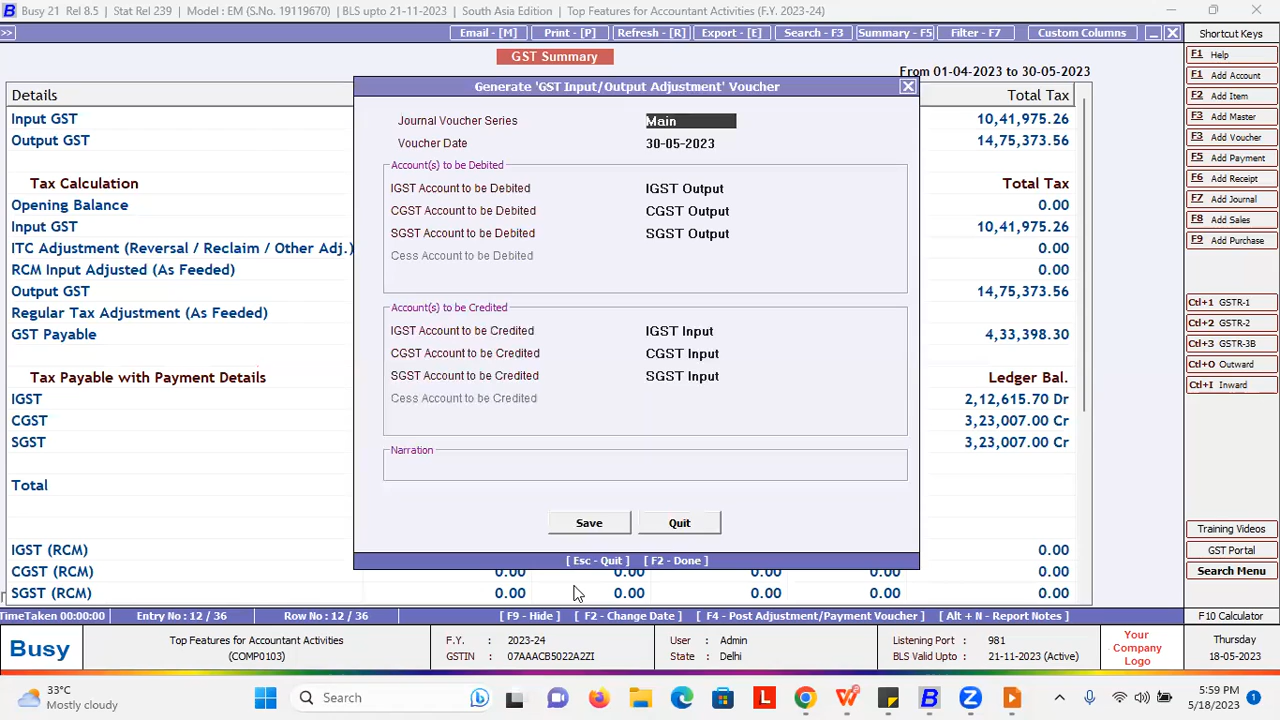 Busy 21 Rel 8.5 | Stat Rel 239 | Model : EM (S.No. 19119670) | BLS upto 21-11-2023 | South Asia Edition | Top Features for Accountant Activities (F.Y. 2023-24)
>> Email - [M] Print - [P] Refresh - [R] Export - [E] Search - F3 Summary - F5 Filter - F7 Custom Columns
Shortcut Keys
GST Summary
From 01-04-2023 to 30-05-2023
Details Total Tax
Input GST 10,41,975.26
Output GST 14,75,373.56
Tax Calculation Total Tax
Opening Balance 0.00
Input GST 10,41,975.26
ITC Adjustment (Reversal / Reclaim / Other Adj.) 0.00
RCM Input Adjusted (As Feeded) 0.00
Output GST 14,75,373.56
Regular Tax Adjustment (As Feeded)
GST Payable 4,33,398.30
Tax Payable with Payment Details Ledger Bal.
IGST 2,12,615.70 Dr
CGST 3,23,007.00 Cr
SGST 3,23,007.00 Cr
Total
IGST (RCM) 0.00
CGST (RCM) 0.00 0.00 0.00 0.00 0.00
SGST (RCM) 0.00 0.00 0.00 0.00 0.00
Generate 'GST Input/Output Adjustment' Voucher
Journal Voucher Series Main
Voucher Date 30-05-2023
Account(s) to be Debited
IGST Account to be Debited IGST Output
CGST Account to be Debited CGST Output
SGST Account to be Debited SGST Output
Cess Account to be Debited
Account(s) to be Credited
IGST Account to be Credited IGST Input
CGST Account to be Credited CGST Input
SGST Account to be Credited SGST Input
Cess Account to be Credited
Narration
Save Quit
[ Esc - Quit ] [ F2 - Done ]
F1 Help
F1 Add Account
F2 Add Item
F3 Add Master
F3 Add Voucher
F5 Add Payment
F6 Add Receipt
F7 Add Journal
F8 Add Sales
F9 Add Purchase
Ctl+1 GSTR-1
Ctl+2 GSTR-2
Ctl+3 GSTR-3B
Ctl+O Outward
Ctl+I Inward
Training Videos
GST Portal
Search Menu
TimeTaken 00:00:00 Entry No : 12 / 36 Row No : 12 / 36 [ F9 - Hide ] [ F2 - Change Date ] [ F4 - Post Adjustment/Payment Voucher ] [ Alt + N - Report Notes ] F10 Calculator
Busy
Top Features for Accountant Activities
(COMP0103)
F.Y. : 2023-24
GSTIN : 07AAACB5022A2ZI
User : Admin
State : Delhi
Listening Port : 981
BLS Valid Upto : 21-11-2023 (Active)
Your
Company
Logo
Thursday
18-05-2023
33°C
Mostly cloudy
Search
5:59 PM
5/18/2023
1